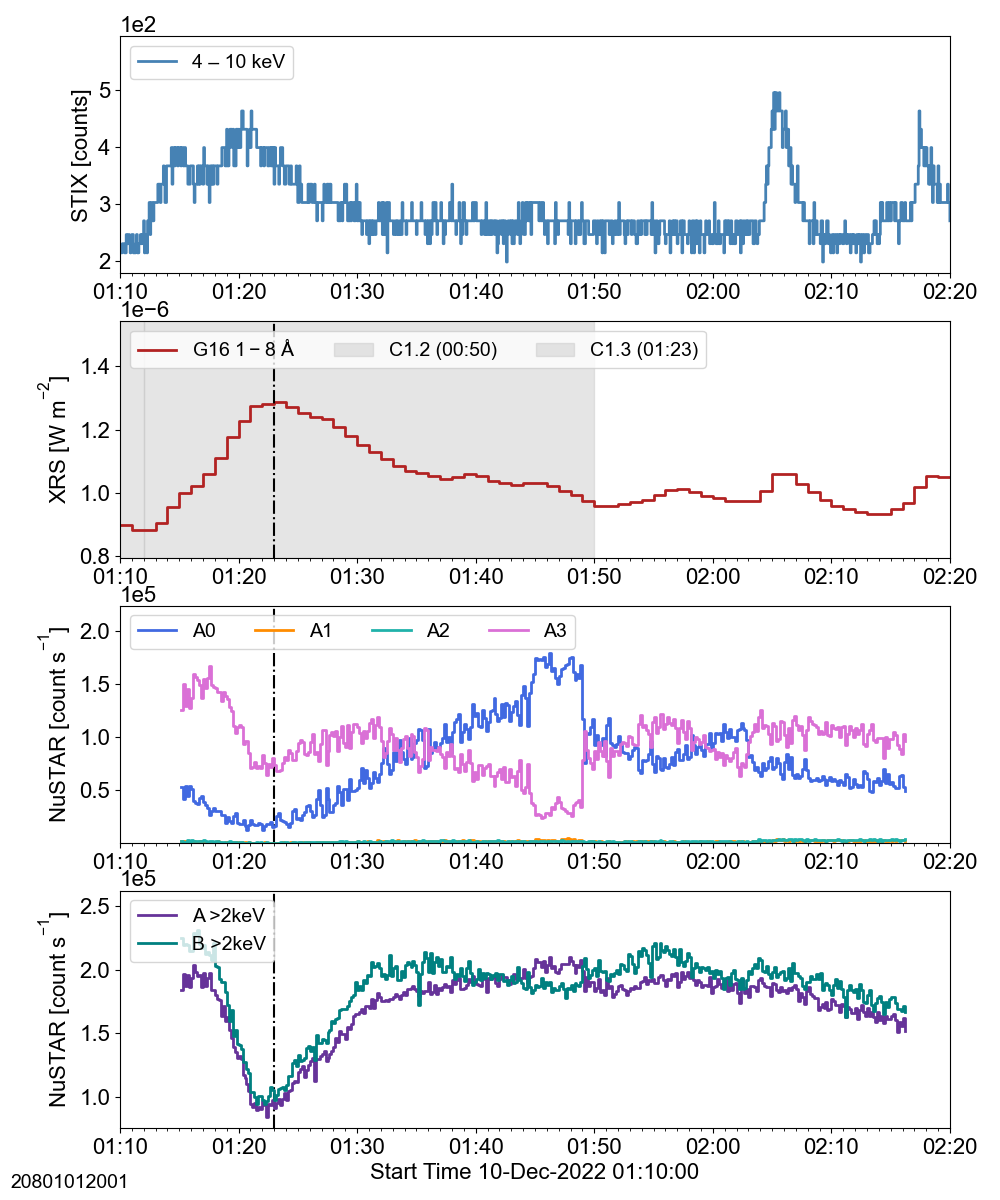 1e2
4 – 10 keV
STIX [counts]
5
4
3
2
01:10 01:20 01:30 01:40 01:50 02:00 02:10 02:20
1e−6
G16 1 – 8 Å C1.2 (00:50) C1.3 (01:23)
XRS [W m⁻²]
1.4
1.2
1.0
0.8
01:10 01:20 01:30 01:40 01:50 02:00 02:10 02:20
1e5
A0 A1 A2 A3
NuSTAR [count s⁻¹]
2.0
1.5
1.0
0.5
01:10 01:20 01:30 01:40 01:50 02:00 02:10 02:20
1e5
A >2keV
B >2keV
NuSTAR [count s⁻¹]
2.5
2.0
1.5
1.0
01:10 01:20 01:30 01:40 01:50 02:00 02:10 02:20
Start Time 10-Dec-2022 01:10:00
20801012001